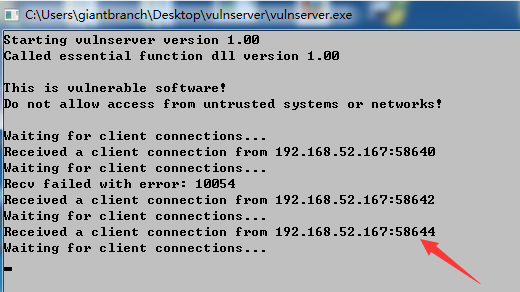 C:\Users\giantbranch\Desktop\vulnserver\vulnserver.exe
Starting vulnserver version 1.00
Called essential function dll version 1.00
This is vulnerable software!
Do not allow access from untrusted systems or networks!
Waiting for client connections...
Received a client connection from 192.168.52.167:58640
Waiting for client connections...
Recv failed with error: 10054
Received a client connection from 192.168.52.167:58642
Waiting for client connections...
Received a client connection from 192.168.52.167:58644
Waiting for client connections...